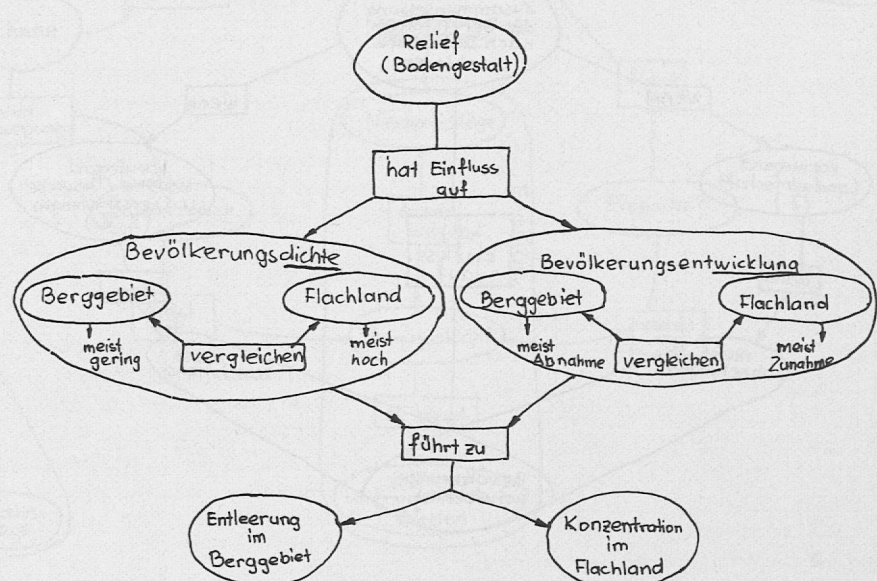 Relief
(Bodengestalt)
hat Einfluss
auf
Bevölkerungsdichte
Berggebiet
Flachland
meist
gering
vergleichen
meist
hoch
Bevölkerungsentwicklung
Berggebiet
Flachland
meist
Abnahme
vergleichen
meist
Zunahme
führt zu
Entleerung
im
Berggebiet
Konzentration
im
Flachland